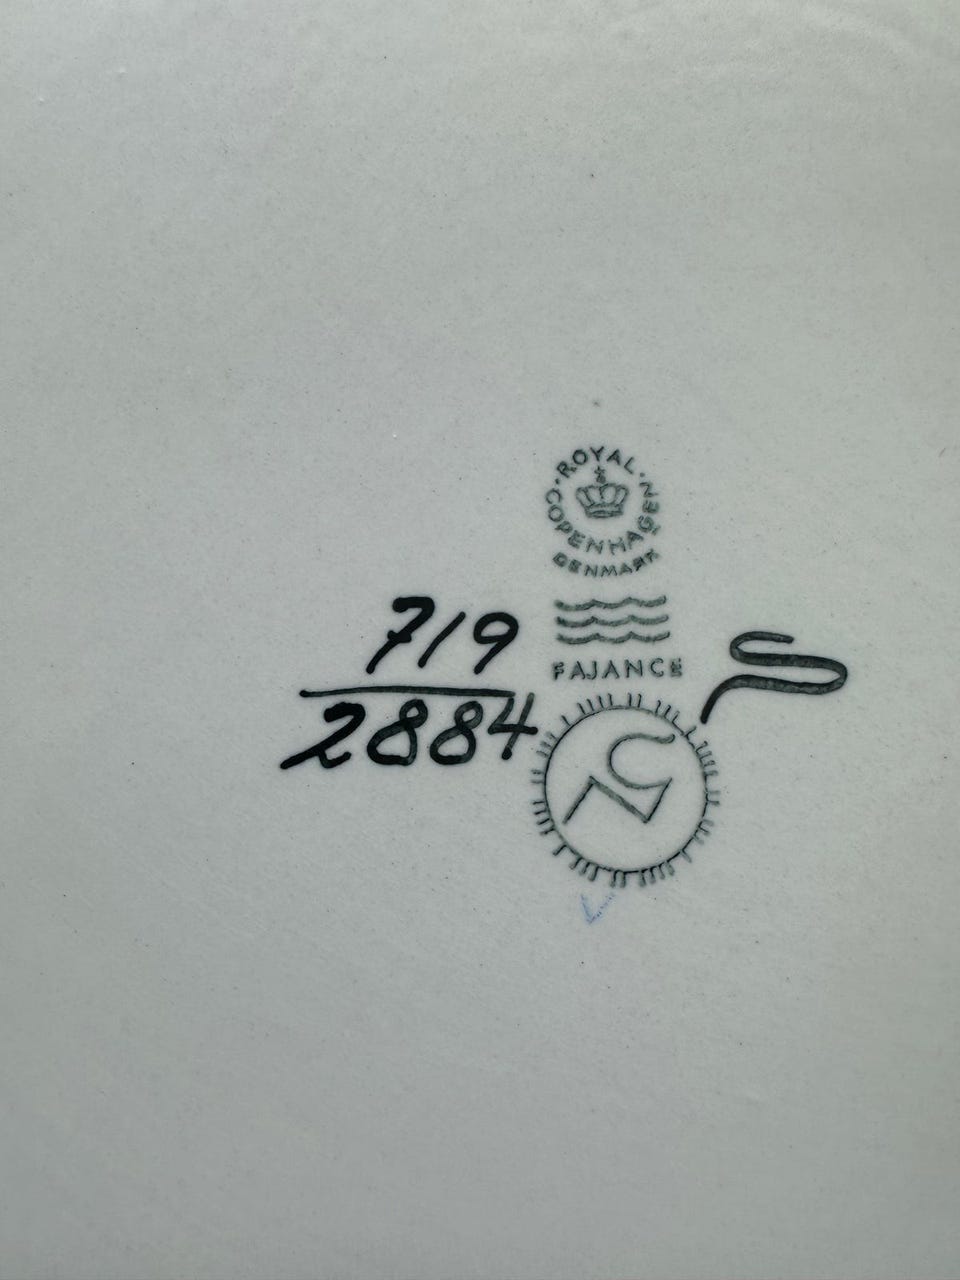 ROYAL
COPENHAGEN
DENMARK
FAJANCE
719
2884